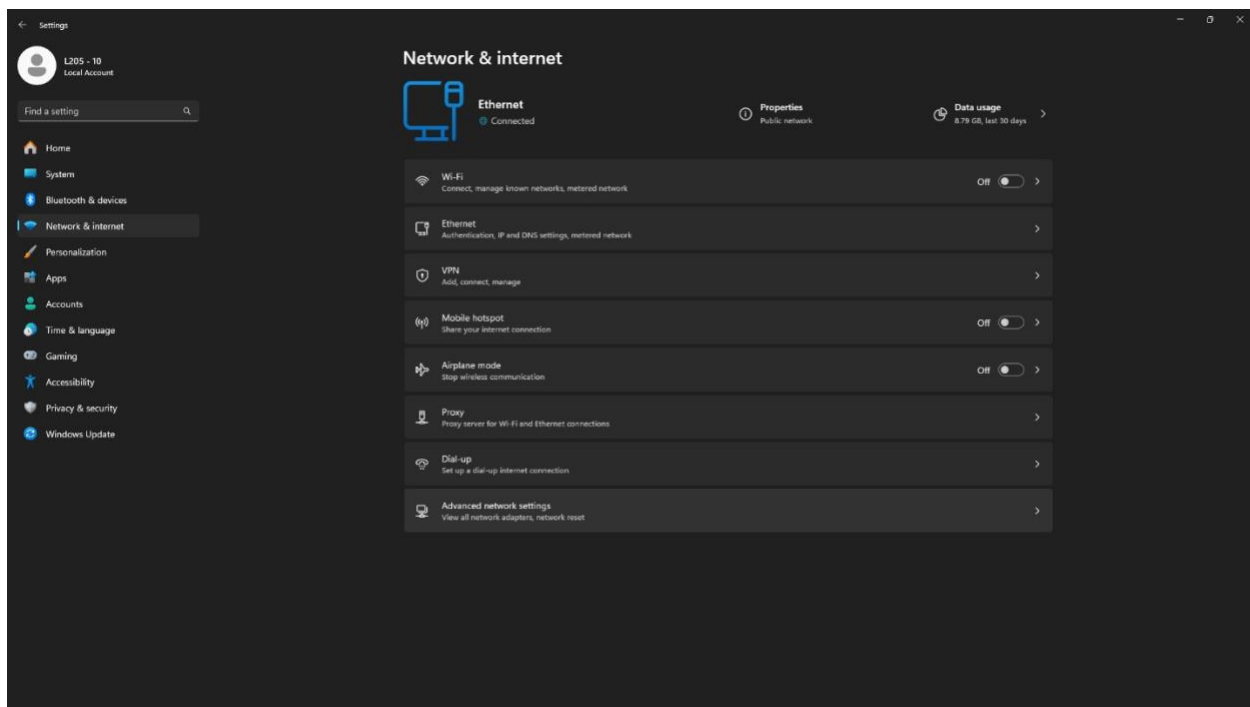 Settings
L205 - 10
Local Account
Find a setting
Home
System
Bluetooth & devices
Network & internet
Personalization
Apps
Accounts
Time & language
Gaming
Accessibility
Privacy & security
Windows Update
Network & internet
Ethernet
Connected
Properties
Public network
Data usage
8.79 GB, last 30 days
Wi-Fi
Connect, manage known networks, metered network
Off
Ethernet
Authentication, IP and DNS settings, metered network
VPN
Add, connect, manage
Mobile hotspot
Share your internet connection
Off
Airplane mode
Stop wireless communication
Off
Proxy
Proxy server for Wi-Fi and Ethernet connections
Dial-up
Set up a dial-up internet connection
Advanced network settings
View all network adapters, network reset